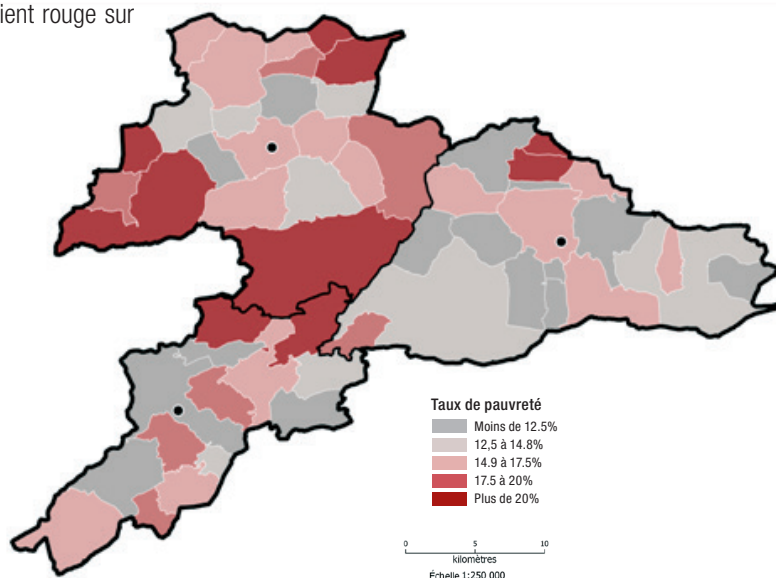 ient rouge sur
Taux de pauvreté
Moins de 12.5%
12,5 à 14.8%
14.9 à 17.5%
17.5 à 20%
Plus de 20%
0 5 10
kilomètres
Échelle 1:250 000